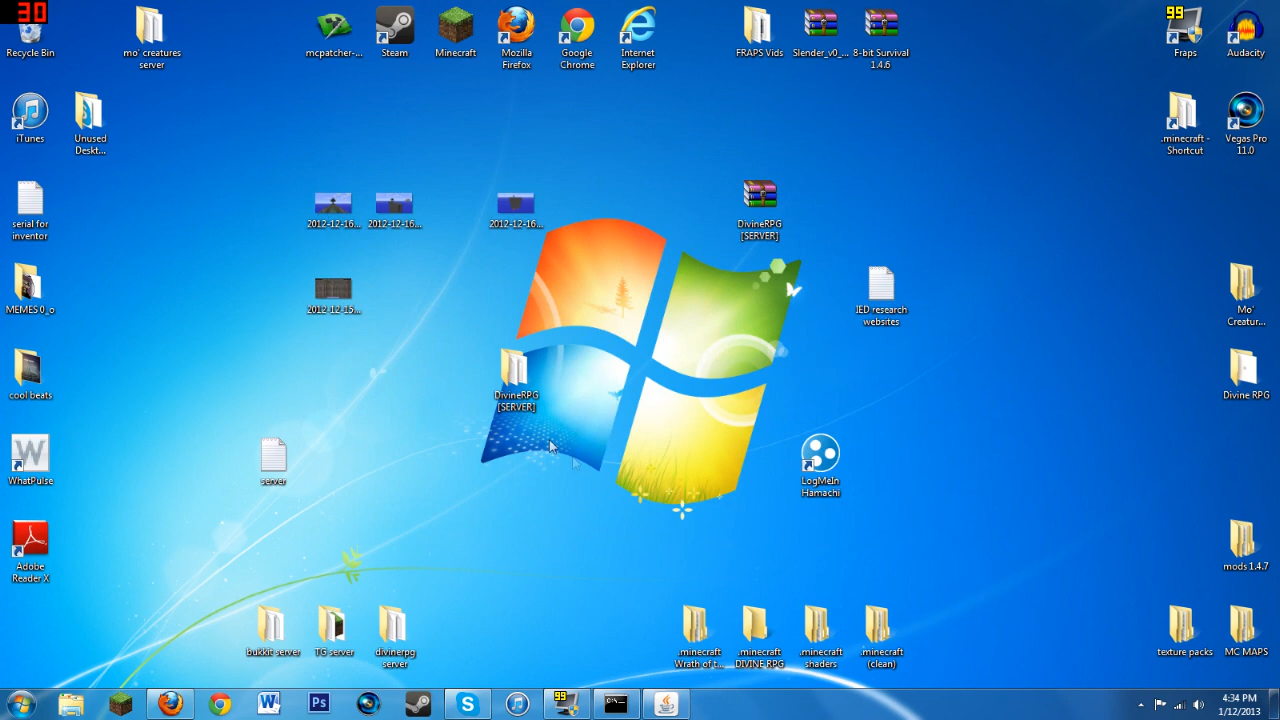 30
Recycle Bin
mo' creatures
server
mcpatcher-...
Steam
Minecraft
Mozilla
Firefox
Google
Chrome
Internet
Explorer
FRAPS Vids
Slender_v0_...
8-bit Survival
1.4.6
99
Fraps
Audacity
iTunes
Unused
Deskt...
.minecraft -
Shortcut
Vegas Pro
11.0
serial for
inventor
2012-12-16...
2012-12-16...
2012-12-16...
DivineRPG
[SERVER]
MEMES 0_o
2012-12-15...
IED research
websites
Mo'
Creatur...
cool beats
DivineRPG
[SERVER]
Divine RPG
W
WhatPulse
server
LogMeIn
Hamachi
Adobe
Reader X
mods 1.4.7
bukkit server
TG server
divinerpg
server
.minecraft
Wrath of t...
.minecraft
DIVINE RPG
.minecraft
shaders
.minecraft
(clean)
texture packs
MC MAPS
W
Ps
S
99
C:\
4:34 PM
1/12/2013